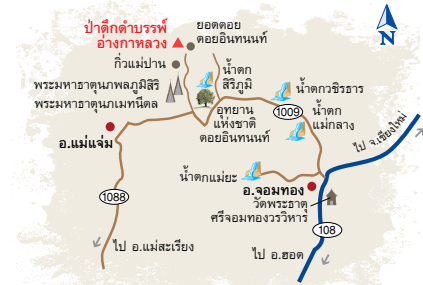 ป่าดึกดำบรรพ์
อ่างกาหลวง
ยอดดอย
ดอยอินทนนท์
กิ่วแม่ปาน
พระมหาธาตุนภพลภูมิสิริ
พระมหาธาตุนภเมทนีดล
น้ำตก
สิริภูมิ
อุทยาน
แห่งชาติ
ดอยอินทนนท์
น้ำตกวชิรธาร
1009
น้ำตก
แม่กลาง
N
ไป จ.เชียงใหม่
อ.แม่แจ่ม
น้ำตกแม่ยะ
อ.จอมทอง
วัดพระธาตุ
ศรีจอมทองวรวิหาร
1088
108
ไป อ.แม่สะเรียง
ไป อ.ฮอด